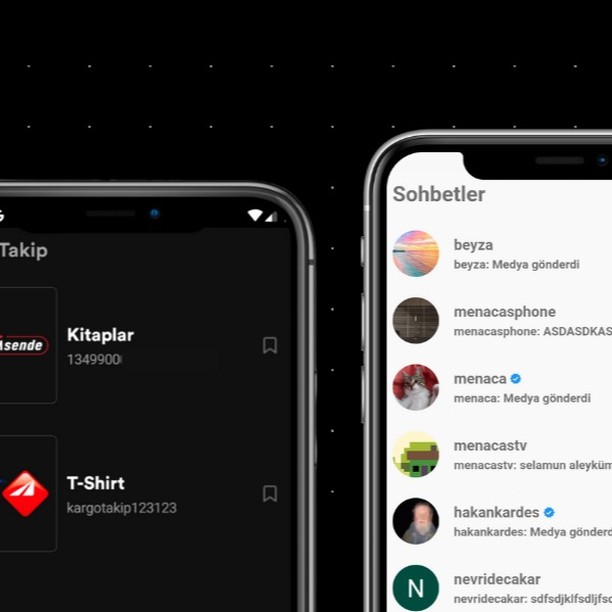 Takip
Kitaplar
1349900
T-Shirt
kargotakip123123
Sohbetler
beyza
beyza: Medya gönderdi
menacasphone
menacasphone: ASDASDKAS
menaca
menaca: Medya gönderdi
menacastv
menacastv: selamun aleyküm
hakankardes
hakankardes: Medya gönderd
N
nevridecakar
nevridecakar: sdfsdjklfsdljfsd